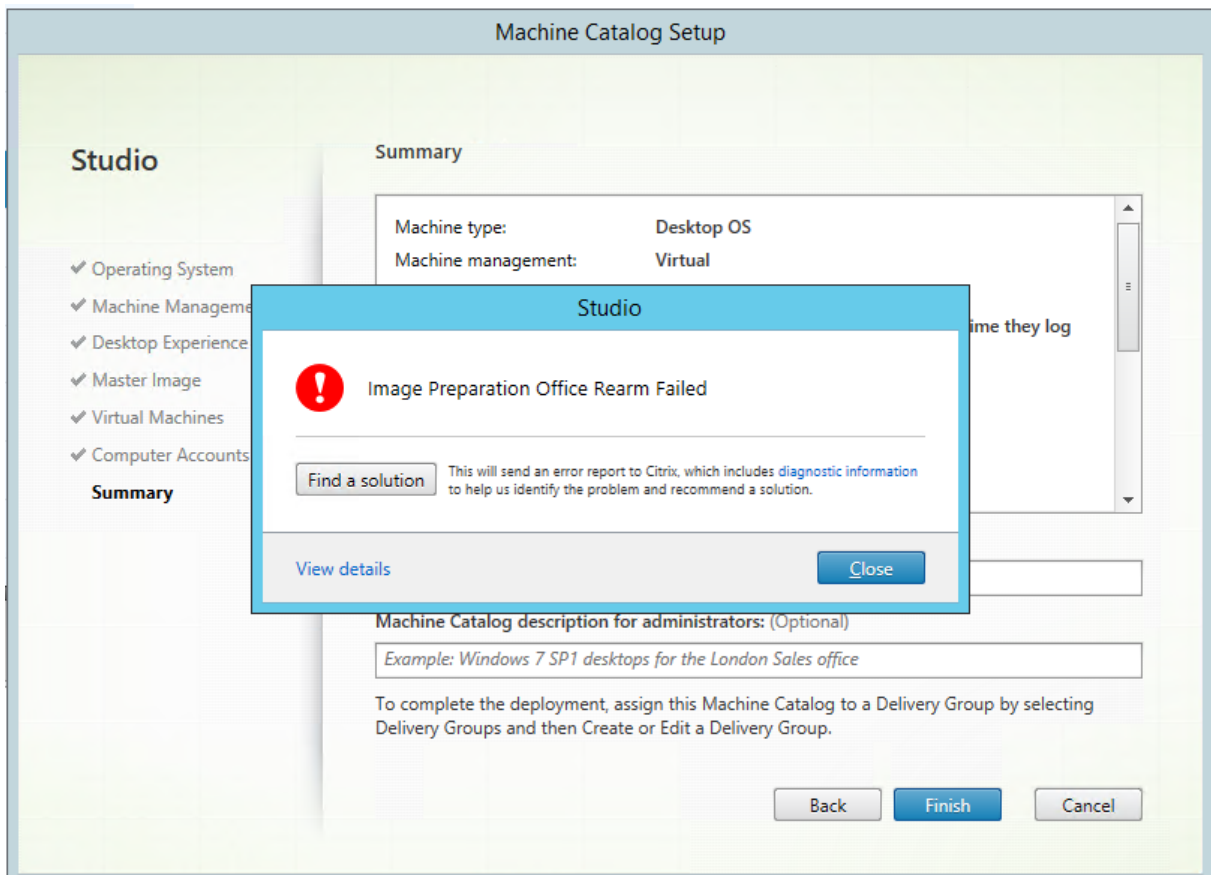 Machine Catalog Setup
Studio
Operating System
Machine Manageme
Desktop Experience
Master Image
Virtual Machines
Computer Accounts
Summary
Summary
Machine type: Desktop OS
Machine management: Virtual
ime they log
Studio
Image Preparation Office Rearm Failed
Find a solution
This will send an error report to Citrix, which includes diagnostic information
to help us identify the problem and recommend a solution.
View details
Close
Machine Catalog description for administrators: (Optional)
Example: Windows 7 SP1 desktops for the London Sales office
To complete the deployment, assign this Machine Catalog to a Delivery Group by selecting
Delivery Groups and then Create or Edit a Delivery Group.
Back
Finish
Cancel